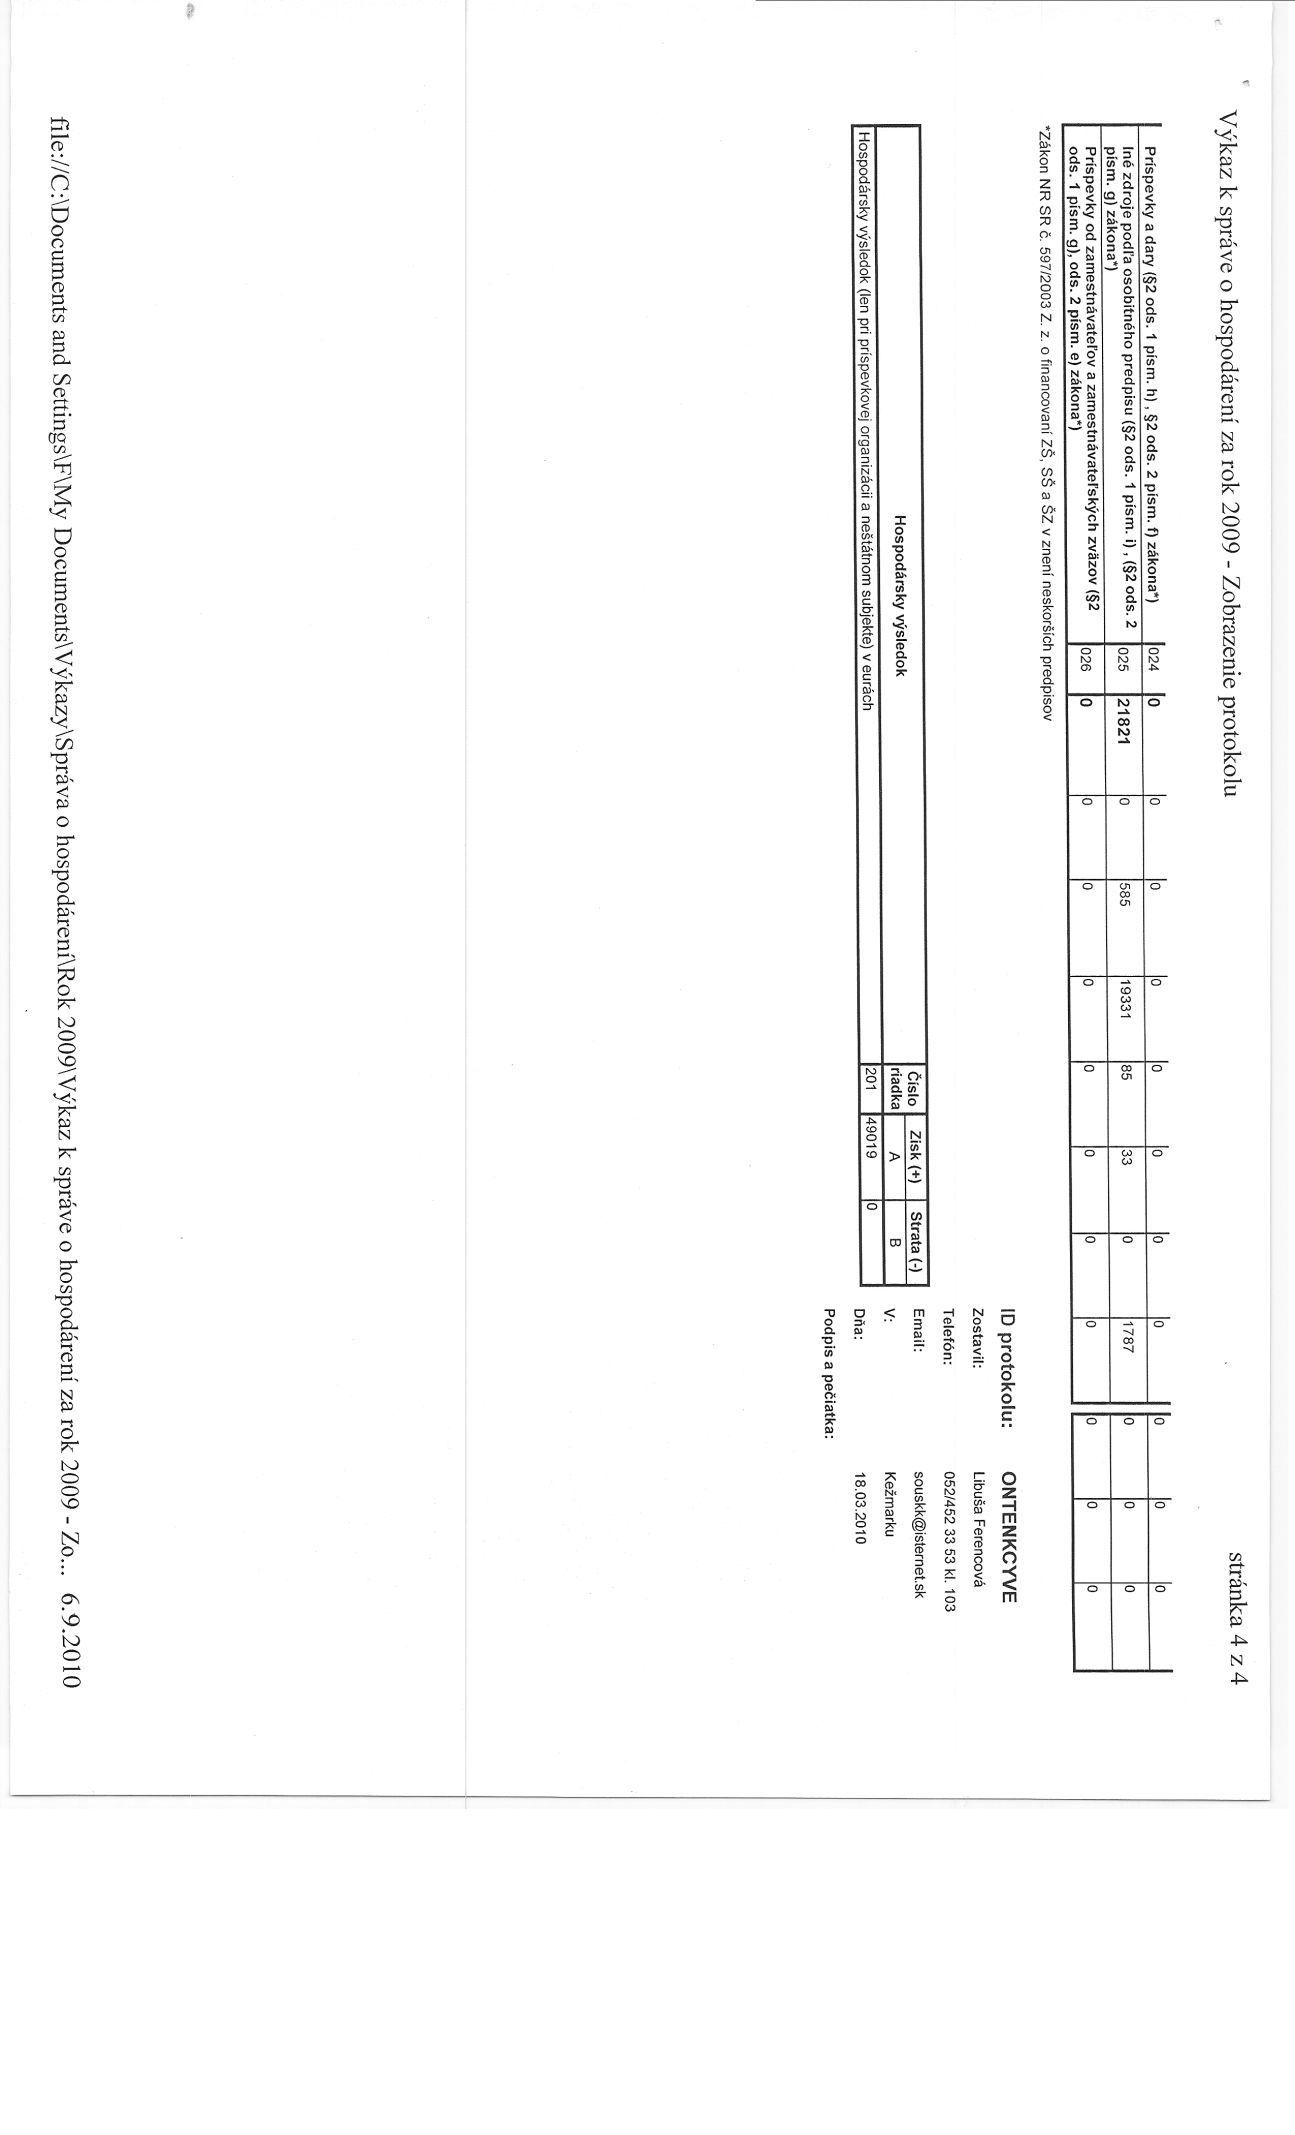 Výkaz k správe o hospodárení za rok 2009 - Zobrazenie protokolu stránka 4 z 4
Príspevky a dary (§2 ods. 1 písm. h) , §2 ods. 2 písm. f) zákona*) 024 0 0 0 0 0 0 0 0 0 0 0
Iné zdroje podľa osobitného predpisu (§2 ods. 1 písm. i) , (§2 ods. 2
písm. g) zákona*) 025 21821 0 585 19331 85 33 0 1787 0 0 0
Príspevky od zamestnávateľov a zamestnávateľských zväzov (§2
ods. 1 písm. g), ods. 2 písm. e) zákona*) 026 0 0 0 0 0 0 0 0 0 0 0
*Zákon NR SR č. 597/2003 Z. z. o financovaní ZŠ, SŠ a ŠZ v znení neskorších predpisov
Hospodársky výsledok Číslo riadka Zisk (+) Strata (-)
A B
Hospodársky výsledok (len pri príspevkovej organizácii a neštátnom subjekte) v eurách 201 49019 0
ID protokolu: ONTENKCYVE
Zostavil: Libuša Ferencová
Telefón: 052/452 33 53 kl. 103
Email: souskk@isternet.sk
V: Kežmarku
Dňa: 18.03.2010
Podpis a pečiatka:
file://C:\Documents and Settings\F\My Documents\Výkazy\Správa o hospodárení\Rok 2009\Výkaz k správe o hospodárení za rok 2009 - Zo... 6.9.2010